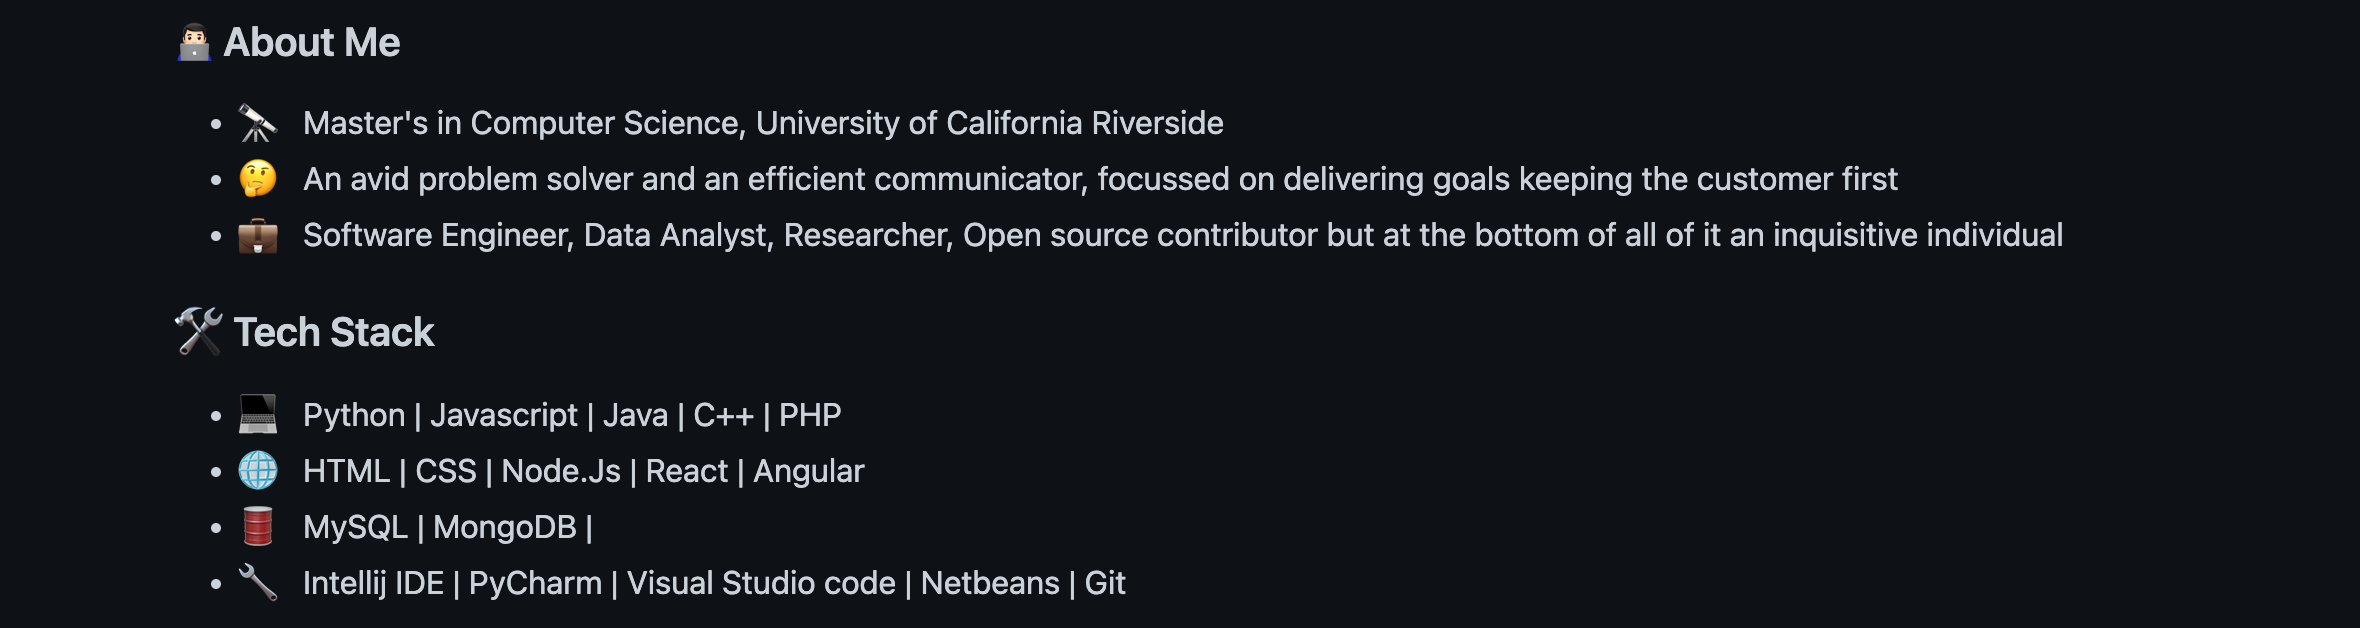 About Me
Master's in Computer Science, University of California Riverside
An avid problem solver and an efficient communicator, focussed on delivering goals keeping the customer first
Software Engineer, Data Analyst, Researcher, Open source contributor but at the bottom of all of it an inquisitive individual
Tech Stack
Python | Javascript | Java | C++ | PHP
HTML | CSS | Node.Js | React | Angular
MySQL | MongoDB |
Intellij IDE | PyCharm | Visual Studio code | Netbeans | Git